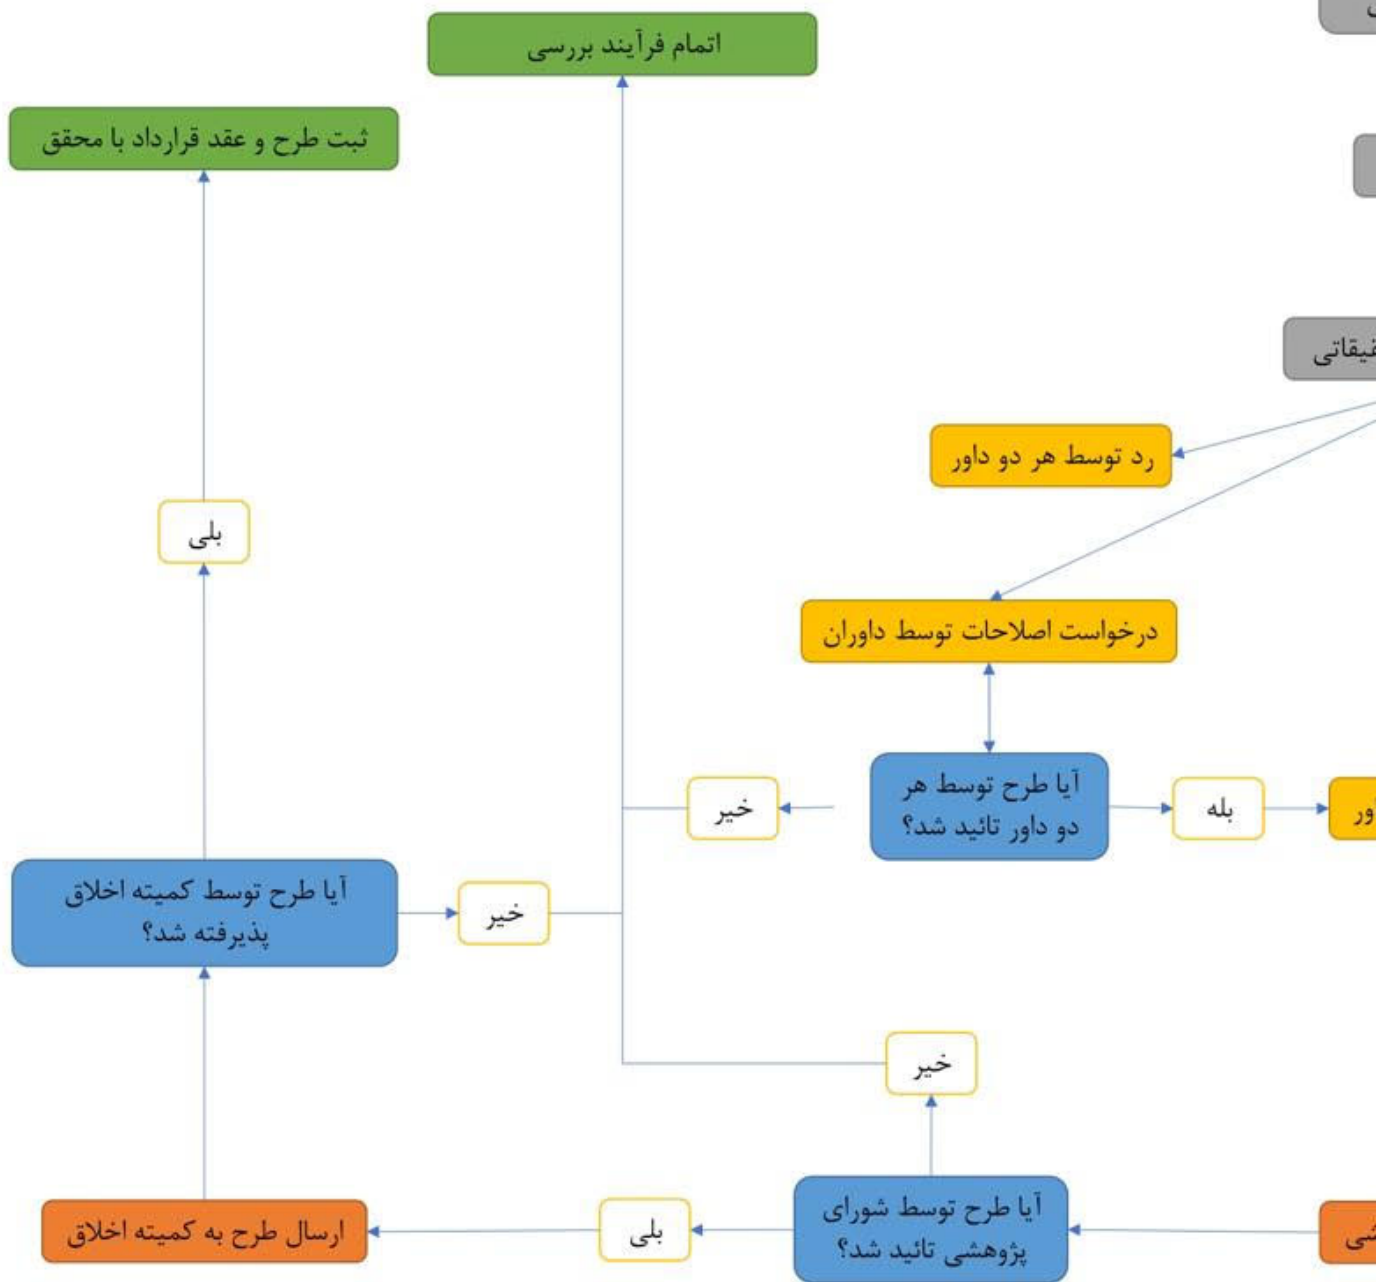 اتمام فرآیند بررسی
ثبت طرح و عقد قرارداد با محقق
رد توسط هر دو داور
بلی
درخواست اصلاحات توسط داوران
آیا طرح توسط هر
دو داور تائید شد؟
بله
خیر
آیا طرح توسط کمیته اخلاق
پذیرفته شد؟
خیر
خیر
آیا طرح توسط شورای
پژوهشی تائید شد؟
بلی
ارسال طرح به کمیته اخلاق